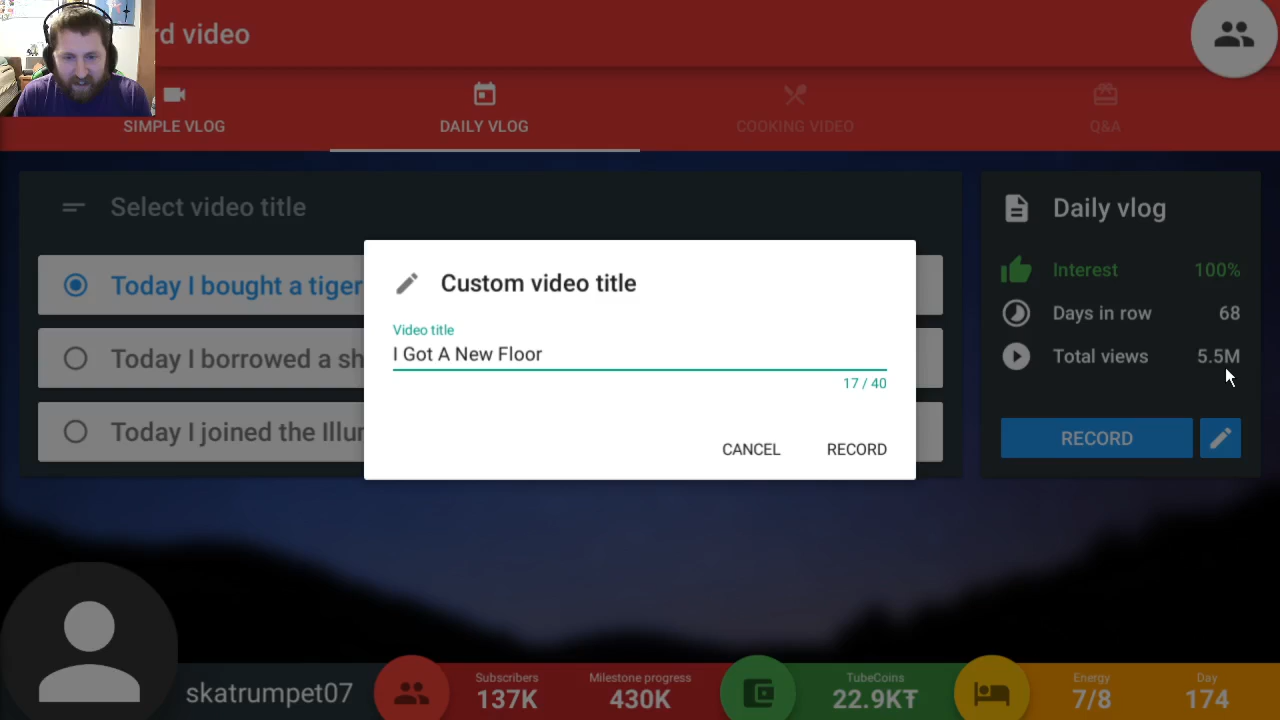 rd video
SIMPLE VLOG
DAILY VLOG
COOKING VIDEO
Q&A
Select video title
Daily vlog
Today I bought a tiger
Today I borrowed a sh
Today I joined the Illur
Interest 100%
Days in row 68
Total views 5.5M
RECORD
Custom video title
Video title
I Got A New Floor
17 / 40
CANCEL
RECORD
skatrumpet07
Subscribers
137K
Milestone progress
430K
TubeCoins
22.9KŦ
Energy
7/8
Day
174